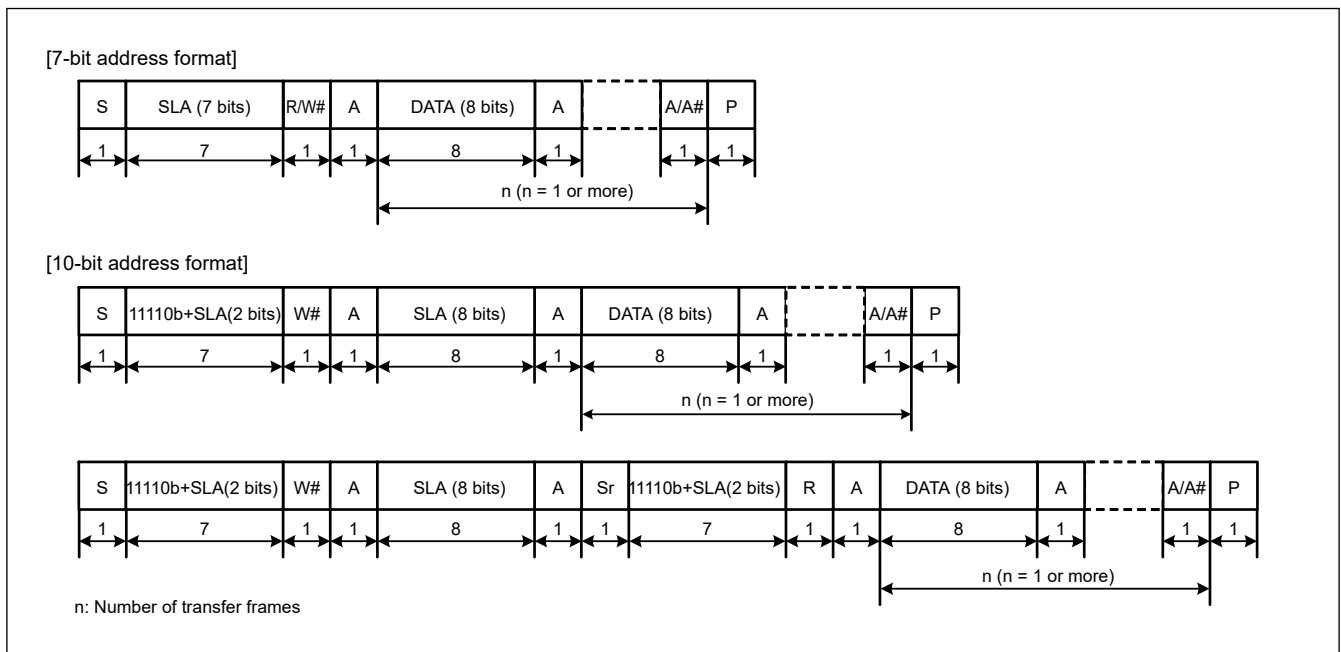 [7-bit address format]
S SLA (7 bits) R/W# A DATA (8 bits) A A/A# P
1 7 1 1 8 1 1 1
n (n = 1 or more)
[10-bit address format]
S 11110b+SLA(2 bits) W# A SLA (8 bits) A DATA (8 bits) A A/A# P
1 7 1 1 8 1 8 1 1 1
n (n = 1 or more)
S 11110b+SLA(2 bits) W# A SLA (8 bits) A Sr 11110b+SLA(2 bits) R A DATA (8 bits) A A/A# P
1 7 1 1 8 1 1 7 1 1 8 1 1 1
n (n = 1 or more)
n: Number of transfer frames